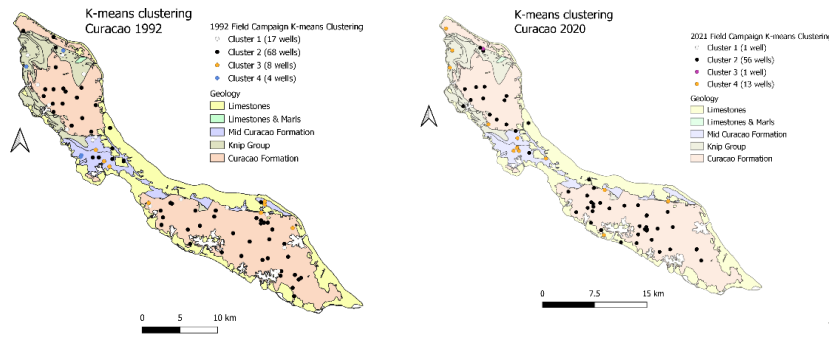 K-means clustering
Curacao 1992
1992 Field Campaign K-means Clustering
Cluster 1 (17 wells)
Cluster 2 (68 wells)
Cluster 3 (8 wells)
Cluster 4 (4 wells)
Geology
Limestones
Limestones & Marls
Mid Curacao Formation
Knip Group
Curacao Formation
0 5 10 km
K-means clustering
Curacao 2020
2021 Field Campaign K-means Clustering
Cluster 1 (1 well)
Cluster 2 (56 wells)
Cluster 3 (1 well)
Cluster 4 (13 wells)
Geology
Limestones
Limestones & Marls
Mid Curacao Formation
Knip Group
Curacao Formation
0 7.5 15 km